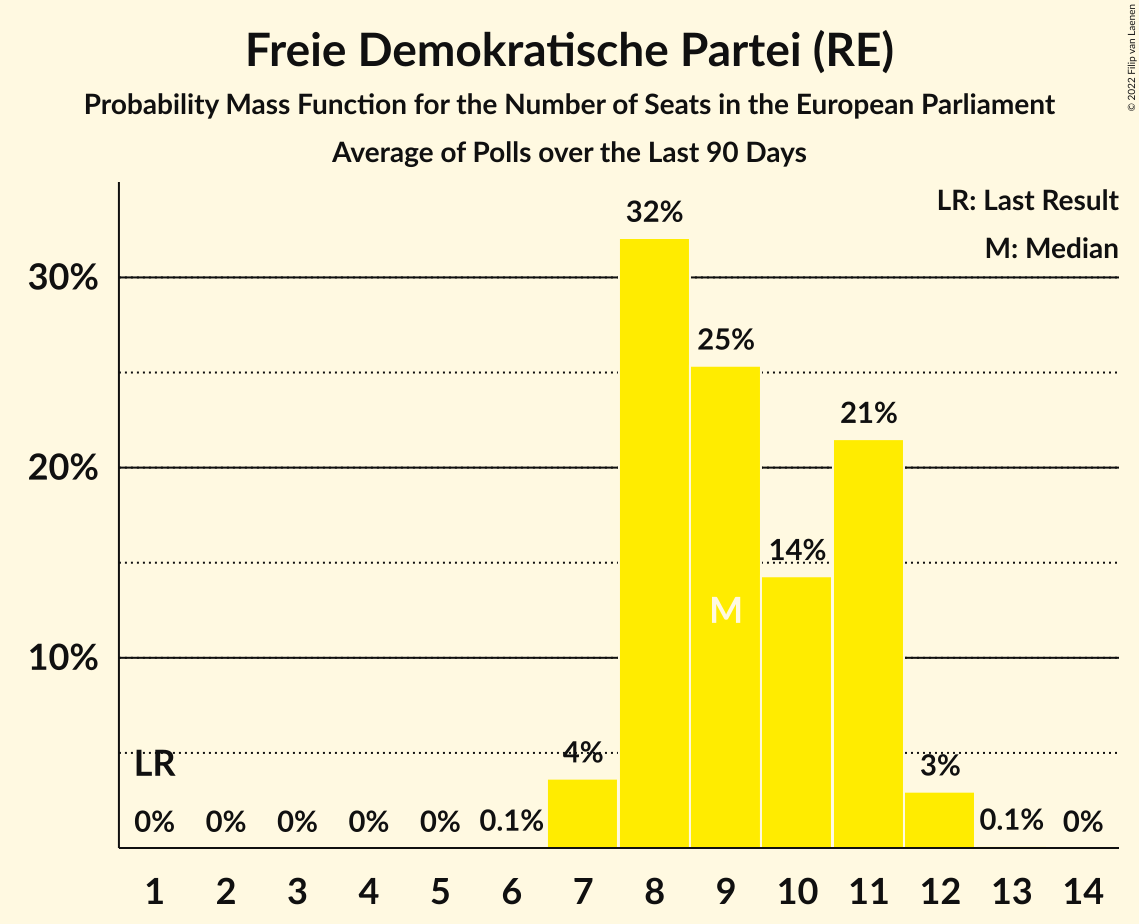 Freie Demokratische Partei (RE)
Probability Mass Function for the Number of Seats in the European Parliament
Average of Polls over the Last 90 Days
© 2022 Filip van Laenen
LR: Last Result
M: Median
32%
30%
25%
21%
20%
14%
M
10%
LR
4%
3%
0% 0% 0% 0% 0% 0.1% 0.1% 0%
1 2 3 4 5 6 7 8 9 10 11 12 13 14